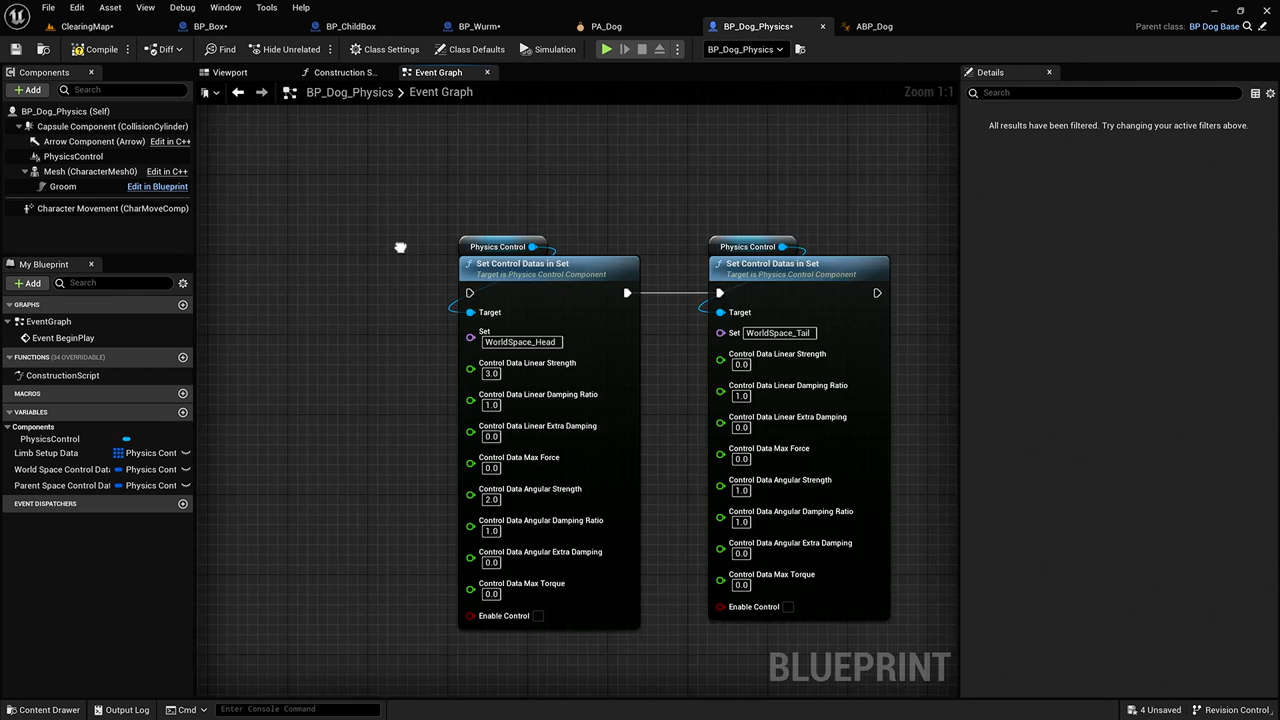 File Edit Asset View Debug Window Tools Help
ClearingMap• BP_Box• BP_ChildBox BP_Wurm• PA_Dog BP_Dog_Physics• ABP_Dog Parent class: BP Dog Base
Compile Diff Find Hide Unrelated Class Settings Class Defaults Simulation BP_Dog_Physics
Components Viewport Construction S... Event Graph Details
Add Search BP_Dog_Physics > Event Graph Zoom 1:1 Search
BP_Dog_Physics (Self)
All results have been filtered. Try changing your active filters above.
Capsule Component (CollisionCylinder)
Arrow Component (Arrow) Edit in C++
PhysicsControl
Mesh (CharacterMesh0) Edit in C++
Groom Edit in Blueprint
Character Movement (CharMoveComp)
My Blueprint
Add Search
GRAPHS
EventGraph
Event BeginPlay
FUNCTIONS (34 OVERRIDABLE)
ConstructionScript
MACROS
VARIABLES
Components
PhysicsControl
Limb Setup Data Physics Cont
World Space Control Dat Physics Cont
Parent Space Control Dat Physics Cont
EVENT DISPATCHERS
Physics Control
Set Control Datas in Set
Target is Physics Control Component
Target
Set
WorldSpace_Head
Control Data Linear Strength
3.0
Control Data Linear Damping Ratio
1.0
Control Data Linear Extra Damping
0.0
Control Data Max Force
0.0
Control Data Angular Strength
2.0
Control Data Angular Damping Ratio
1.0
Control Data Angular Extra Damping
0.0
Control Data Max Torque
0.0
Enable Control
Physics Control
Set Control Datas in Set
Target is Physics Control Component
Target
Set WorldSpace_Tail
Control Data Linear Strength
0.0
Control Data Linear Damping Ratio
1.0
Control Data Linear Extra Damping
0.0
Control Data Max Force
0.0
Control Data Angular Strength
1.0
Control Data Angular Damping Ratio
1.0
Control Data Angular Extra Damping
0.0
Control Data Max Torque
0.0
Enable Control
BLUEPRINT
Content Drawer Output Log Cmd Enter Console Command 4 Unsaved Revision Control